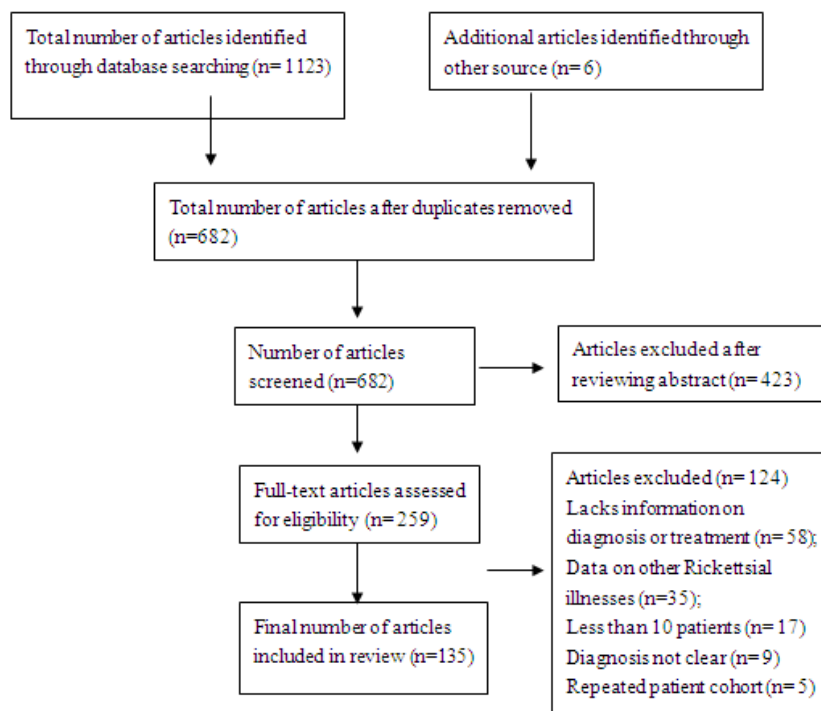 Total number of articles identified
through database searching (n= 1123)
Additional articles identified through
other source (n= 6)
Total number of articles after duplicates removed
(n=682)
Number of articles
screened (n=682)
Articles excluded after
reviewing abstract (n= 423)
Full-text articles assessed
for eligibility (n= 259)
Articles excluded (n=124)
Lacks information on
diagnosis or treatment (n= 58);
Data on other Rickettsial
illnesses (n=35);
Less than 10 patients (n= 17)
Diagnosis not clear (n=9)
Repeated patient cohort (n= 5)
Final number of articles
included in review (n=135)